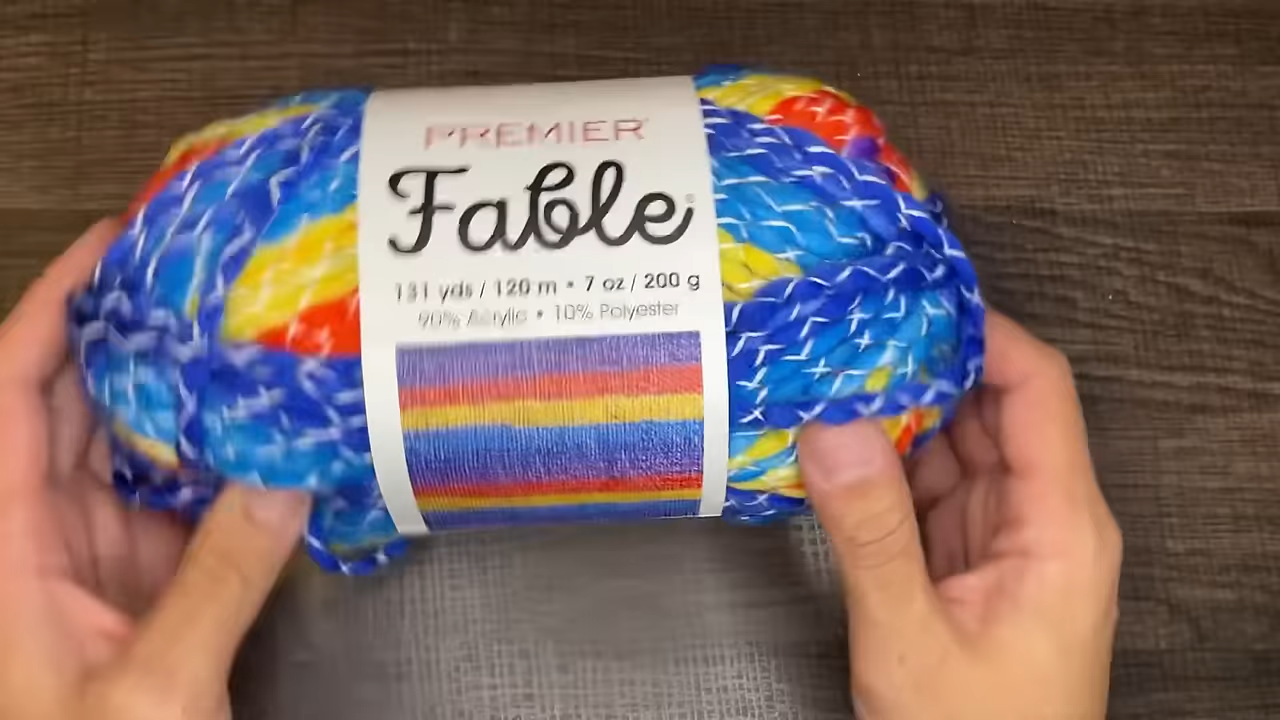 PREMIER
Fable®
131 yds / 120 m • 7 oz / 200 g
90% Acrylic • 10% Polyester